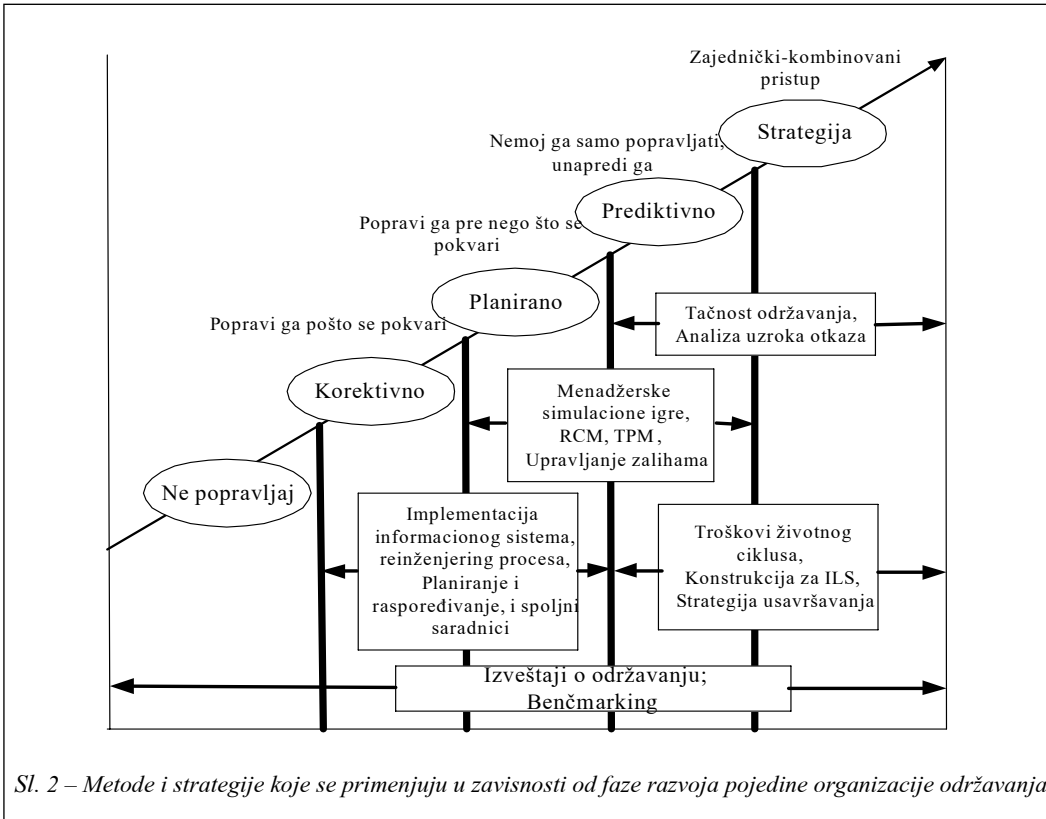 Zajednički-kombinovani
pristup
Strategija
Nemoj ga samo popravljati,
unapredi ga
Prediktivno
Popravi ga pre nego što se
pokvari
Planirano
Popravi ga pošto se pokvari
Korektivno
Ne popravljaj
Tačnost održavanja,
Analiza uzroka otkaza
Menadžerske
simulacione igre,
RCM, TPM ,
Upravljanje zalihama
Implementacija
informacionog sistema,
reinženjering procesa,
Planiranje i
raspoređivanje, i spoljni
saradnici
Troškovi životnog
ciklusa,
Konstrukcija za ILS,
Strategija usavršavanja
Izveštaji o održavanju;
Benčmarking
Sl. 2 – Metode i strategije koje se primenjuju u zavisnosti od faze razvoja pojedine organizacije održavanja